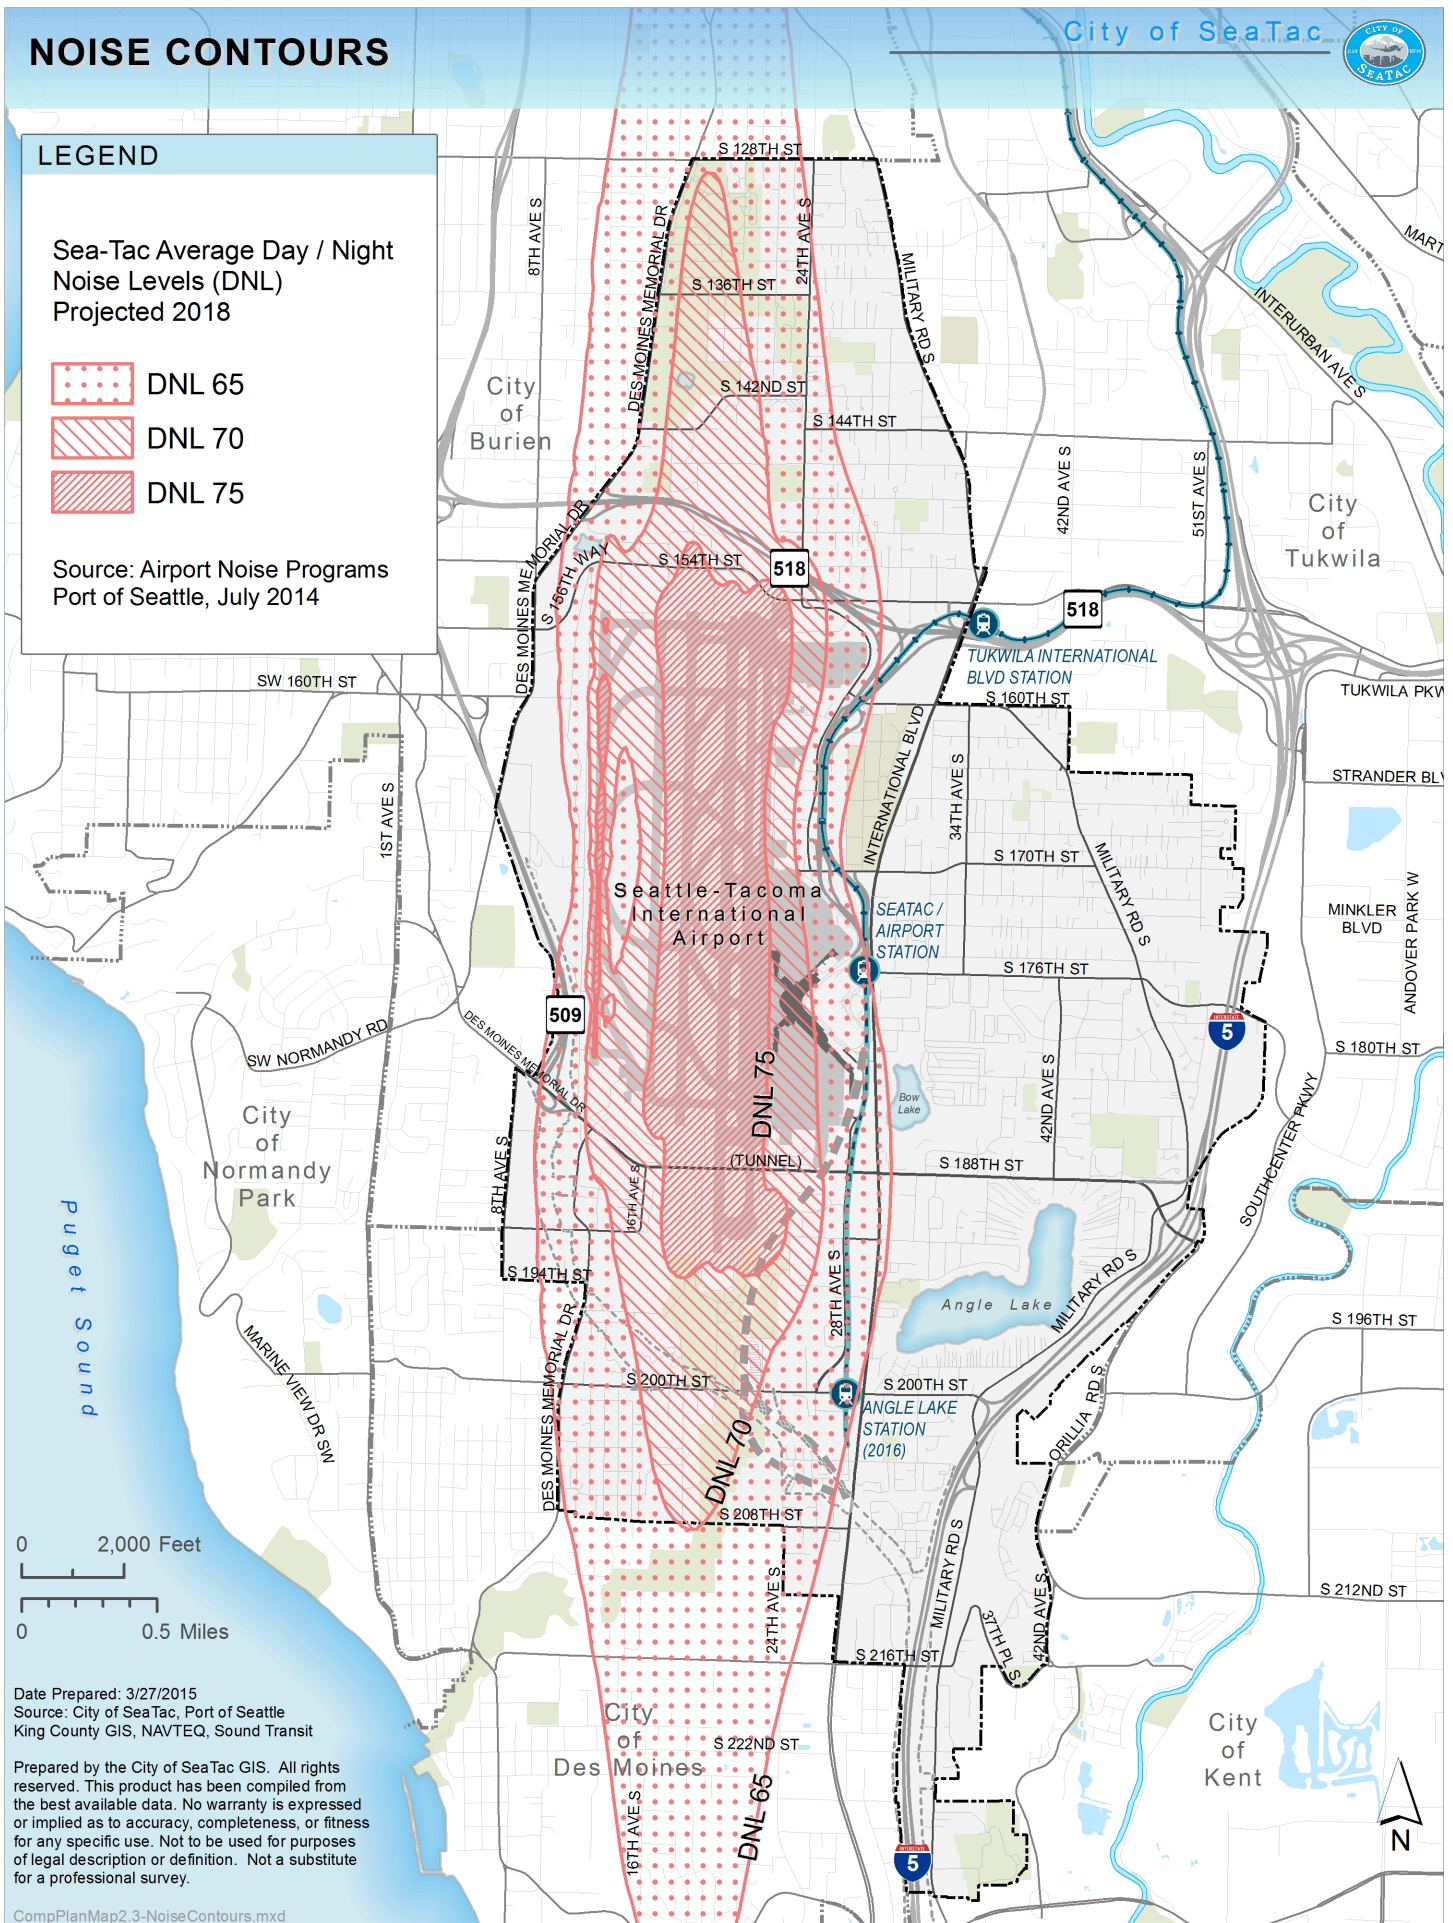 NOISE CONTOURS
City of SeaTac
CITY OF
SEATAC
LEGEND
Sea-Tac Average Day / Night
Noise Levels (DNL)
Projected 2018
DNL 65
DNL 70
DNL 75
Source: Airport Noise Programs
Port of Seattle, July 2014
S 128TH ST
8TH AVE S
DES MOINES MEMORIAL DR
24TH AVE S
MILITARY RD S
S 136TH ST
INTERURBAN AVE S
MART
City
of
Burien
S 142ND ST
S 144TH ST
42ND AVE S
51ST AVE S
City
of
Tukwila
DES MOINES MEMORIAL DR
S 156TH WAY
S 154TH ST
518
518
TUKWILA INTERNATIONAL
BLVD STATION
S 160TH ST
SW 160TH ST
TUKWILA PKW
STRANDER BLV
1ST AVE S
INTERNATIONAL BLVD
34TH AVE S
S 170TH ST
MILITARY RD S
Seattle-Tacoma
International
Airport
SEATAC /
AIRPORT
STATION
MINKLER
BLVD
ANDOVER PARK W
S 176TH ST
509
INTERSTATE
5
SW NORMANDY RD
DES MOINES MEMORIAL DR
S 180TH ST
DNL 75
Bow
Lake
42ND AVE S
SOUTHCENTER PKWY
City
of
Normandy
Park
8TH AVE S
16TH AVE S
(TUNNEL)
S 188TH ST
Puget Sound
S 194TH ST
28TH AVE S
Angle Lake
MILITARY RD S
S 196TH ST
MARINE VIEW DR SW
DES MOINES MEMORIAL DR
S 200TH ST
S 200TH ST
ANGLE LAKE
STATION
(2016)
ORILLIA RD S
DNL 70
S 208TH ST
0 2,000 Feet
0 0.5 Miles
24TH AVE S
MILITARY RD S
37TH PL S
42ND AVE S
S 212ND ST
S 216TH ST
City
of
Des Moines
S 222ND ST
16TH AVE S
DNL 65
City
of
Kent
INTERSTATE
5
N
Date Prepared: 3/27/2015
Source: City of SeaTac, Port of Seattle
King County GIS, NAVTEQ, Sound Transit
Prepared by the City of SeaTac GIS. All rights
reserved. This product has been compiled from
the best available data. No warranty is expressed
or implied as to accuracy, completeness, or fitness
for any specific use. Not to be used for purposes
of legal description or definition. Not a substitute
for a professional survey.
CompPlanMap2.3-NoiseContours.mxd